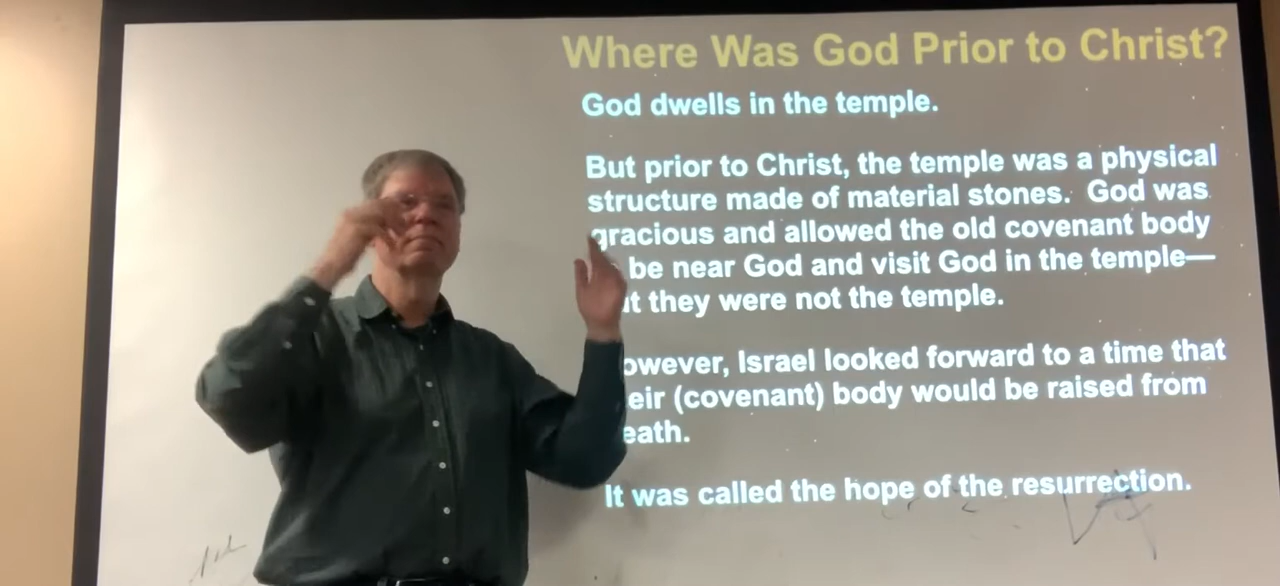 Where Was God Prior to Christ?
God dwells in the temple.
But prior to Christ, the temple was a physical
structure made of material stones. God was
gracious and allowed the old covenant body
be near God and visit God in the temple—
they were not the temple.
However, Israel looked forward to a time that
(covenant) body would be raised from
It was called the hope of the resurrection.